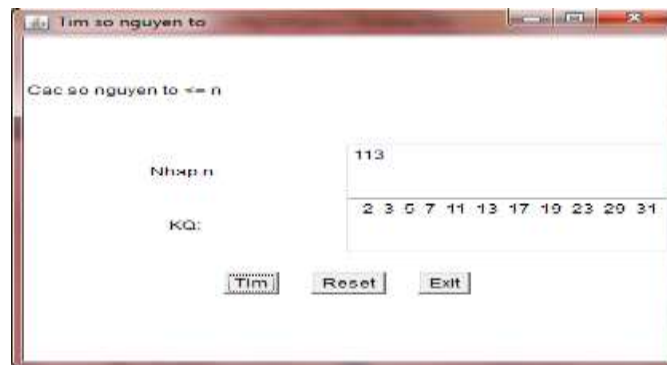 Tim so nguyen to
Cac so nguyen to <= n
Nhap n
113
KQ:
2 3 5 7 11 13 17 19 23 29 31
Tim Reset Exit